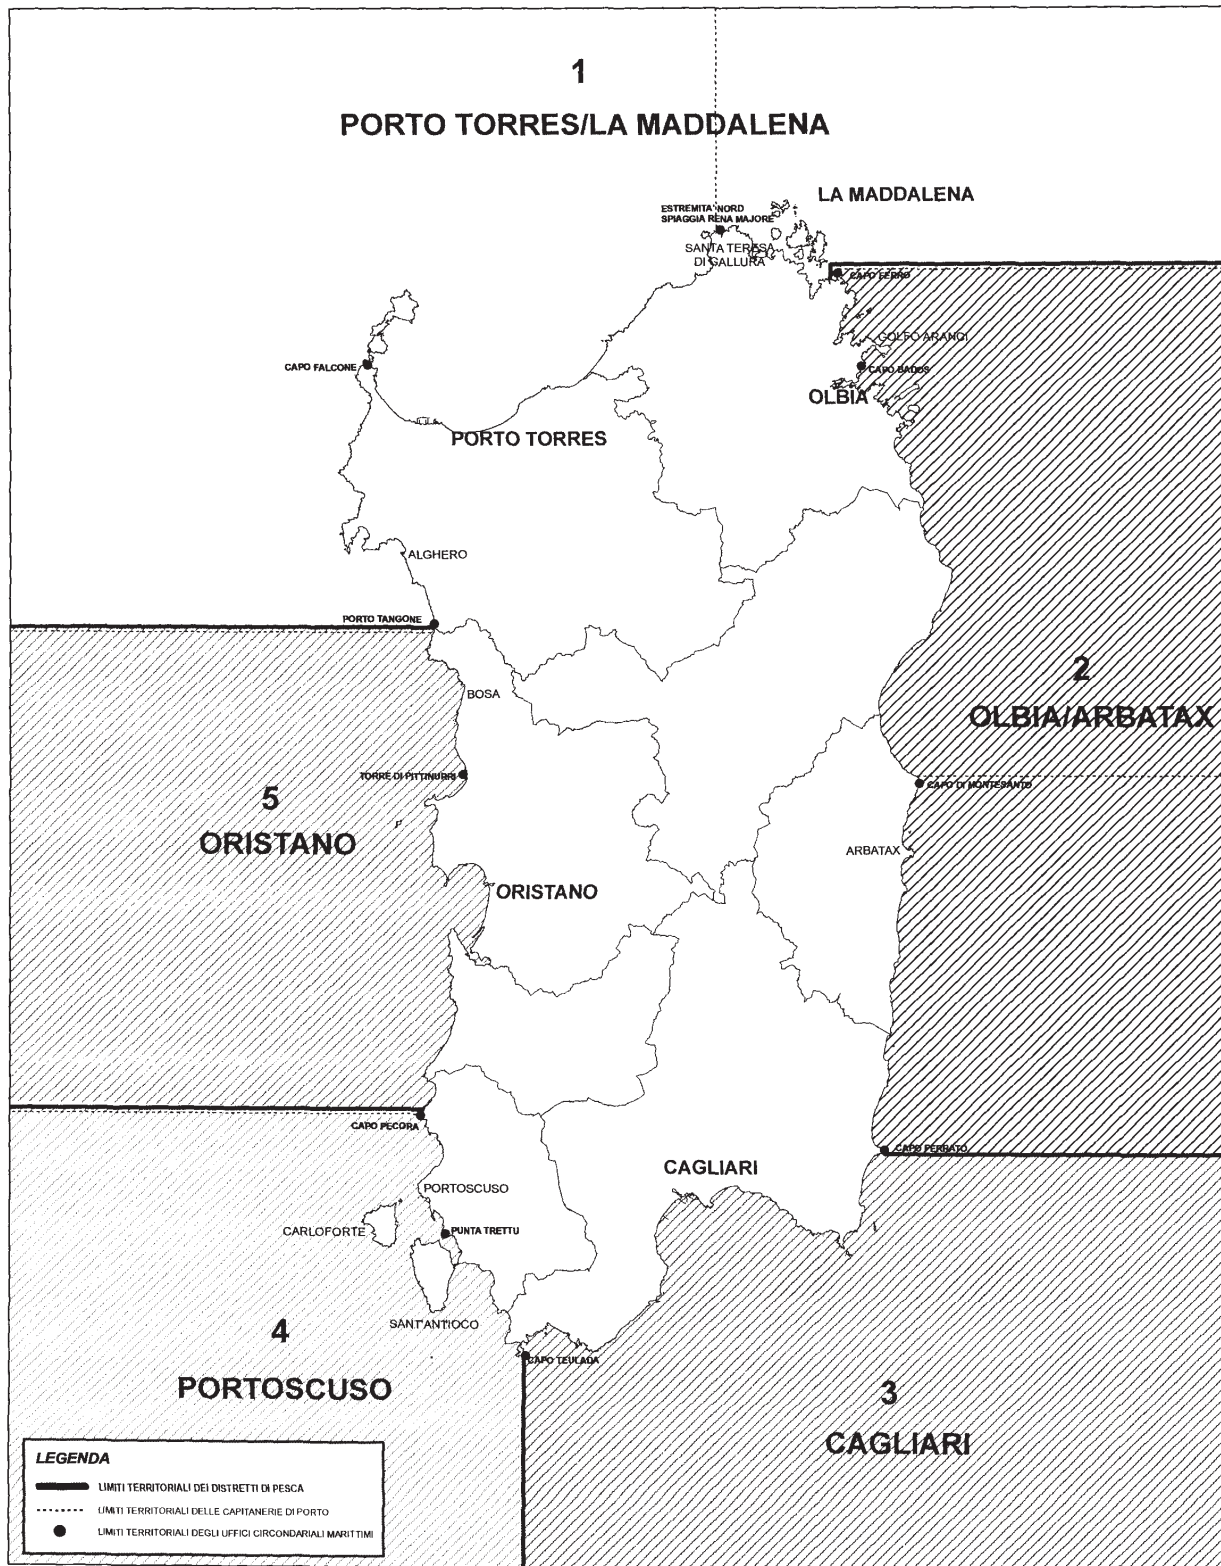 1
PORTO TORRES/LA MADDALENA
LA MADDALENA
ESTREMITA' NORD
SPIAGGIA RENA MAJORE
SANTA TERESA
DI GALLURA
CAPO FERRO
GOLFO ARANCI
CAPO FALCONE
CAPO BADOS
OLBIA
PORTO TORRES
ALGHERO
PORTO TANGONE
2
BOSA
OLBIA/ARBATAX
TORRE DI PITTINURRI
CAPO DI MONTESANTO
5
ORISTANO
ARBATAX
ORISTANO
CAPO PECORA
CAPO FERRATO
CAGLIARI
PORTOSCUSO
CARLOFORTE
PUNTA TRETTU
SANT'ANTIOCO
4
CAPO TEULADA
PORTOSCUSO
3
CAGLIARI
LEGENDA
LIMITI TERRITORIALI DEI DISTRETTI DI PESCA
LIMITI TERRITORIALI DELLE CAPITANERIE DI PORTO
LIMITI TERRITORIALI DEGLI UFFICI CIRCONDARIALI MARITTIMI